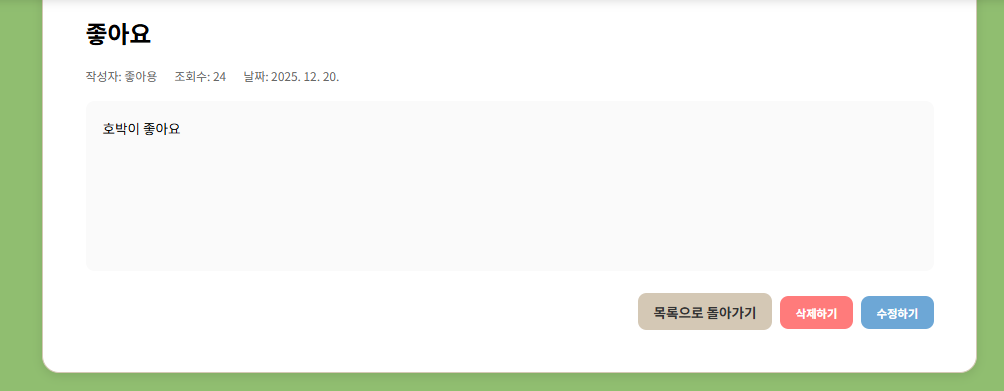 좋아요
작성자: 좋아용 조회수: 24 날짜: 2025. 12. 20.
호박이 좋아요
목록으로 돌아가기 삭제하기 수정하기